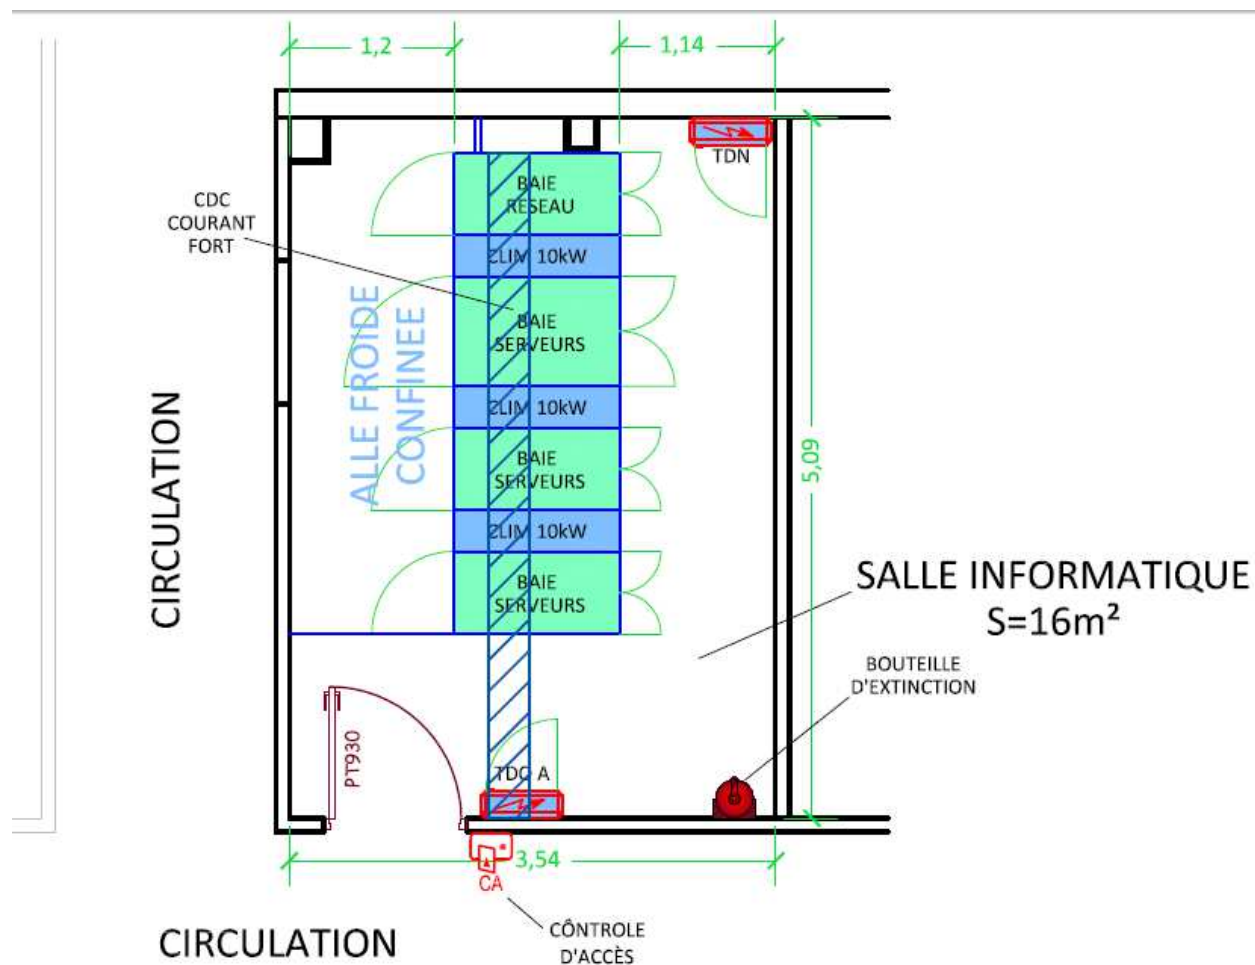 1,2
1,14
TDN
CDC
COURANT
FORT
BAIE
RESEAU
CLIM 10kW
BAIE
SERVEURS
ALLE FROIDE
CONFINEE
CLIM 10kW
CIRCULATION
BAIE
SERVEURS
5,09
CLIM 10kW
BAIE
SERVEURS
SALLE INFORMATIQUE
S=16m²
BOUTEILLE
D'EXTINCTION
PT930
TDO A
3,54
CA
CIRCULATION
CÔNTROLE
D'ACCÈS